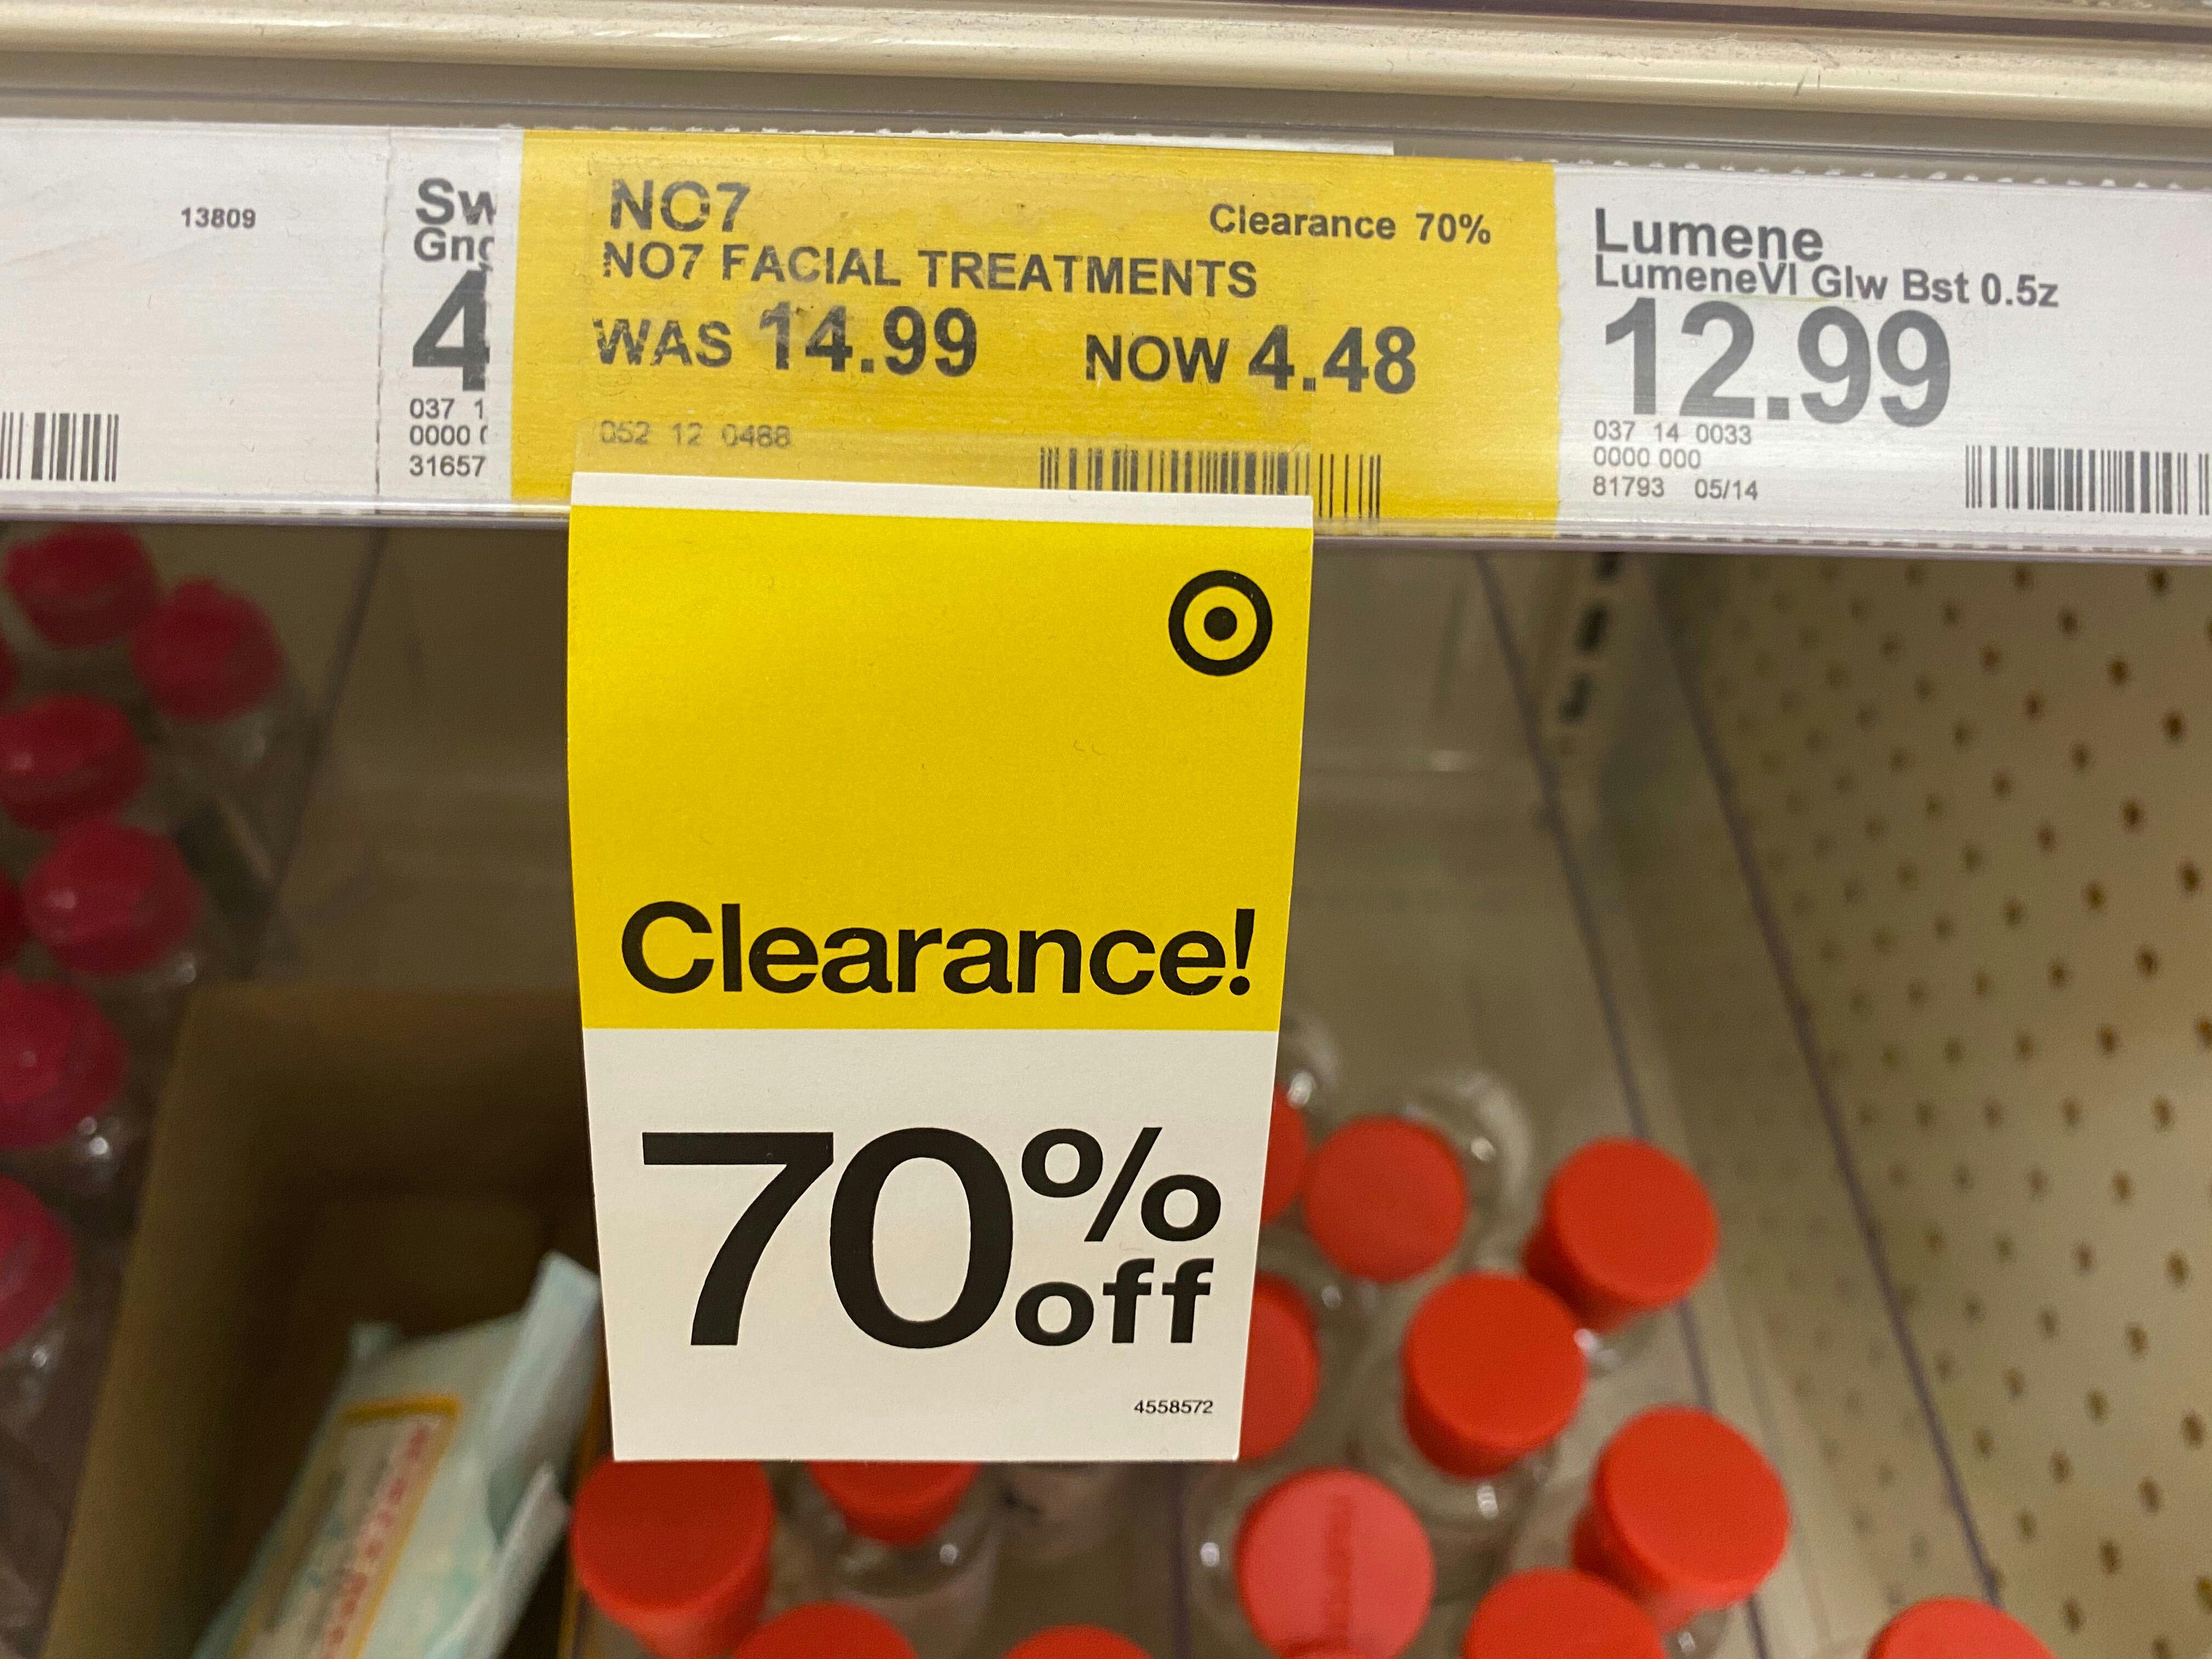 13809
Sw
Gng
4
037 1
0000
31657
NO7
Clearance 70%
NO7 FACIAL TREATMENTS
WAS 14.99 NOW 4.48
052 12 0488
Lumene
LumeneVl Glw Bst 0.5z
12.99
037 14 0033
0000 000
81793 05/14
Clearance!
70%
off
4558572